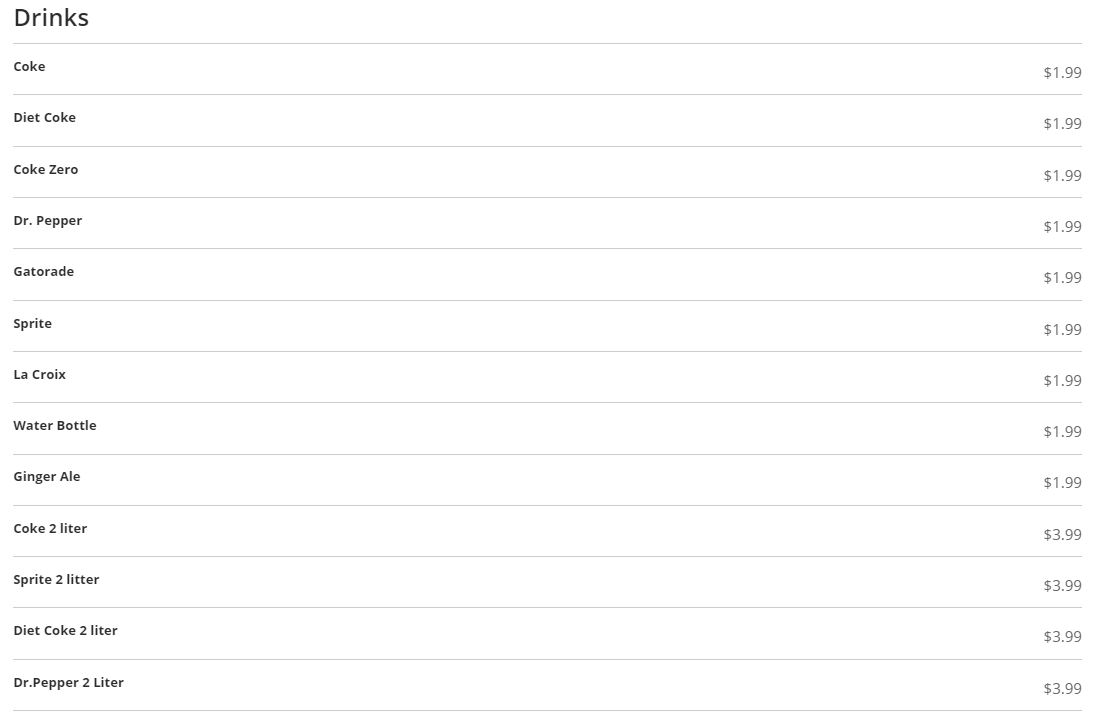 Drinks
Coke
$1.99
Diet Coke
$1.99
Coke Zero
$1.99
Dr. Pepper
$1.99
Gatorade
$1.99
Sprite
$1.99
La Croix
$1.99
Water Bottle
$1.99
Ginger Ale
$1.99
Coke 2 liter
$3.99
Sprite 2 litter
$3.99
Diet Coke 2 liter
$3.99
Dr.Pepper 2 Liter
$3.99